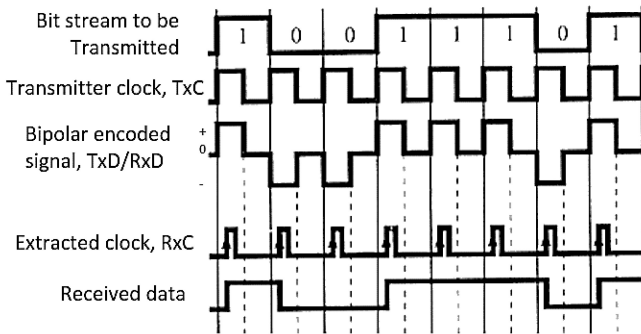 Bit stream to be
Transmitted
1 0 0 1 1 1 0 1
Transmitter clock, TxC
Bipolar encoded
signal, TxD/RxD
+
0
-
Extracted clock, RxC
Received data